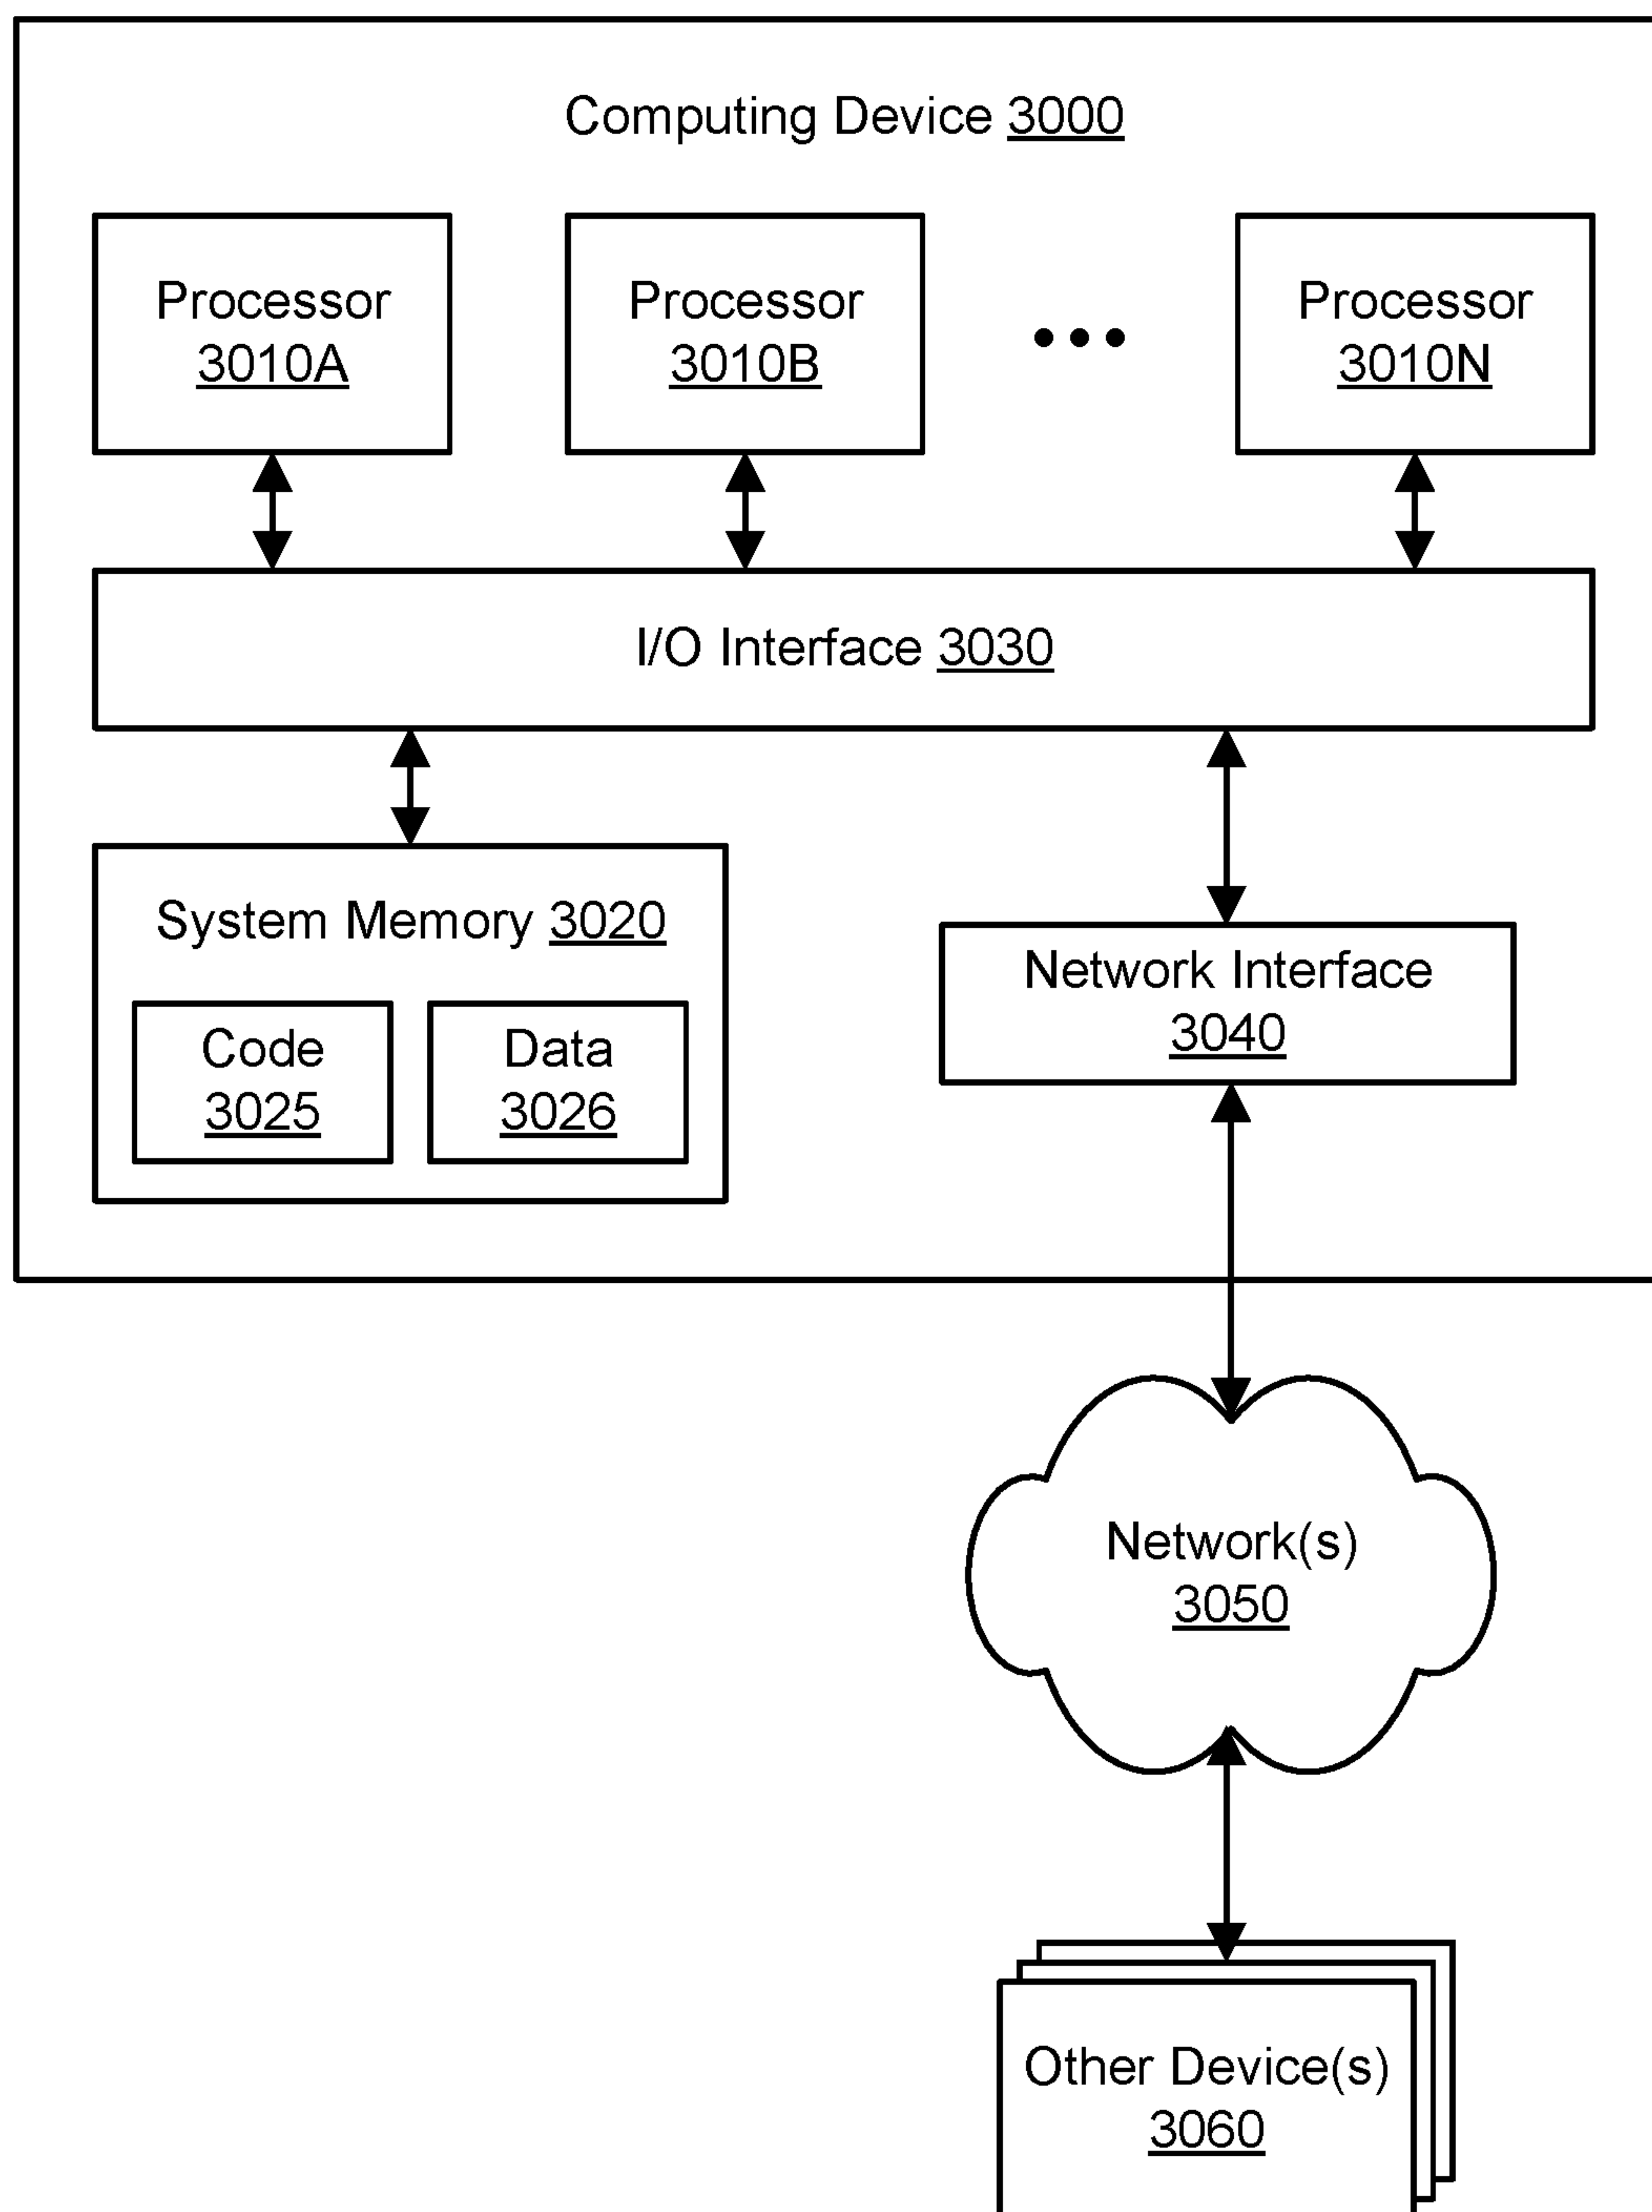 Computing Device 3000
Processor
3010A
Processor
3010B
Processor
3010N
I/O Interface 3030
System Memory 3020
Code
3025
Data
3026
Network Interface
3040
Network(s)
3050
Other Device(s)
3060